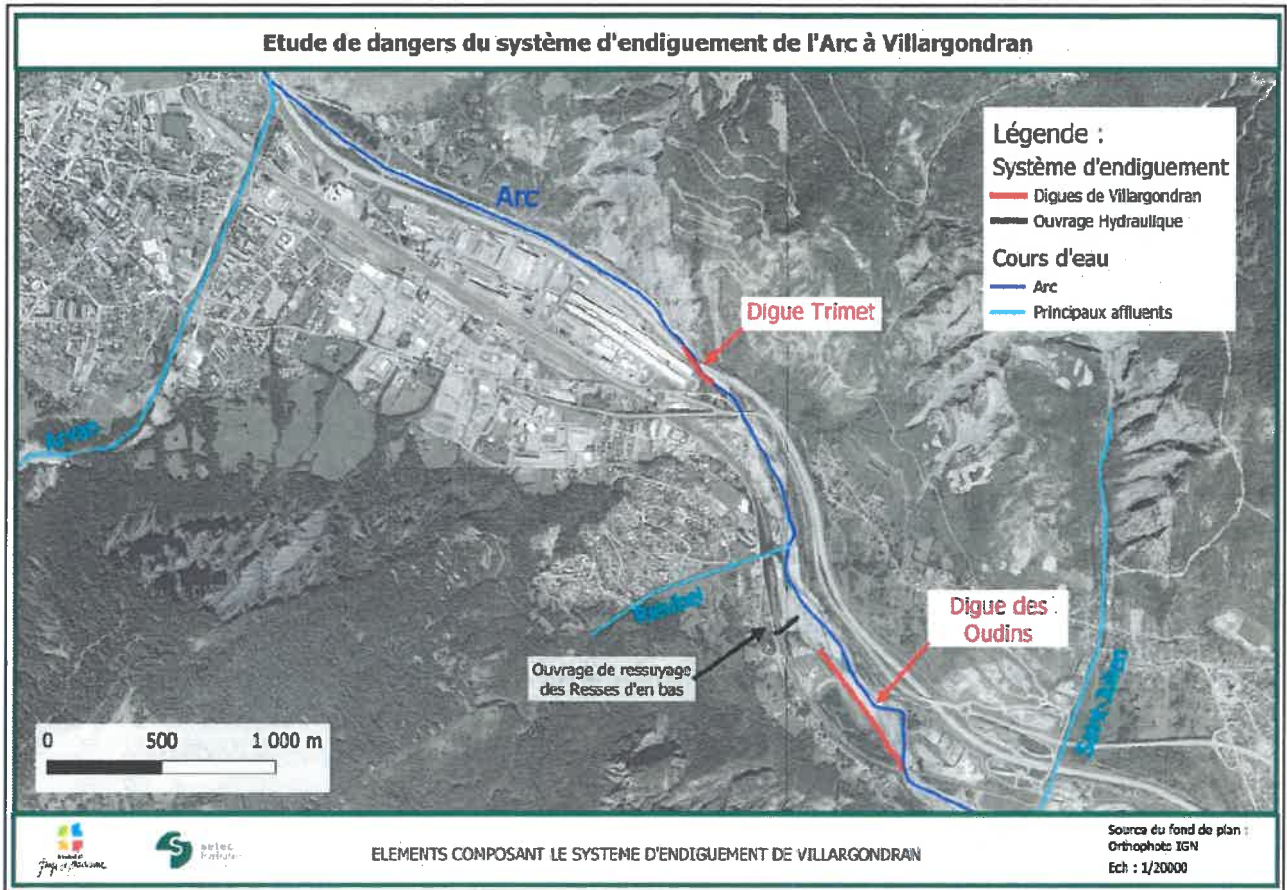 Etude de dangers du système d'endiguement de l'Arc à Villargondran
Légende :
Système d'endiguement
Digues de Villargondran
Ouvrage Hydraulique
Cours d'eau
Arc
Principaux affluents
Arc
Digue Trimet
Arvan
Digue des
Oudins
Ouvrage de ressuyage
des Resses d'en bas
0 500 1 000 m
setec
ELEMENTS COMPOSANT LE SYSTEME D'ENDIGUEMENT DE VILLARGONDRAN
Source du fond de plan :
Orthophoto IGN
Ech : 1/20000